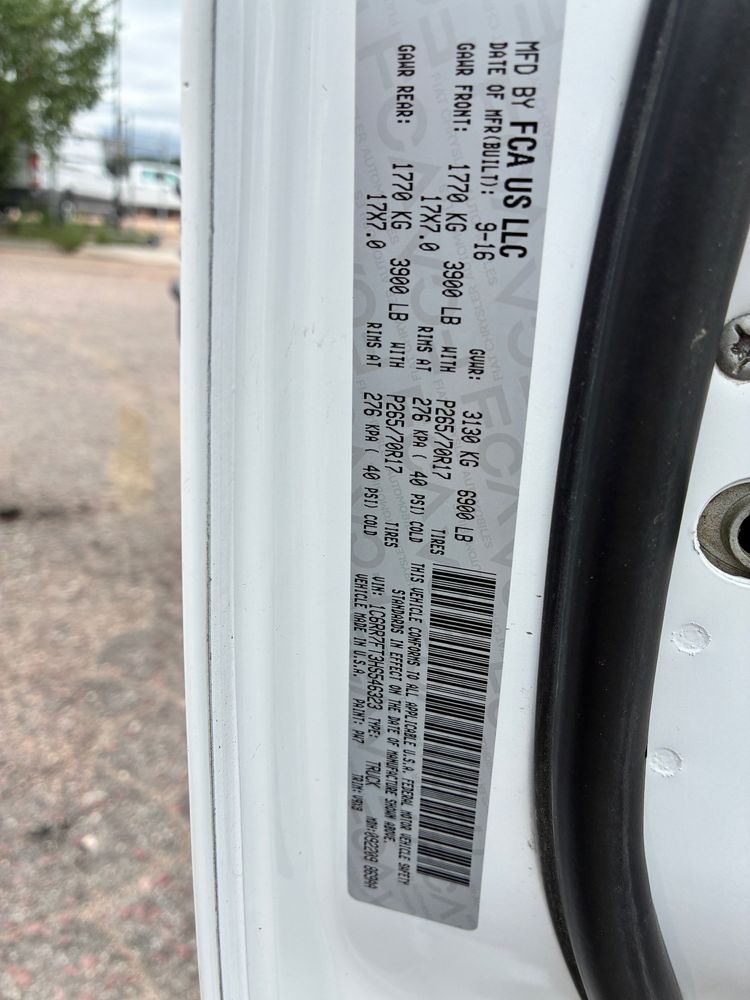 MFD BY FCA US LLC
DATE OF MFR(BUILT): 9-16
GVWR: 3130 KG 6900 LB
GAWR FRONT: 1770 KG 3900 LB WITH P265/70R17 TIRES
17X7.0 RIMS AT 276 KPA ( 40 PSI) COLD
GAWR REAR: 1770 KG 3900 LB WITH P265/70R17 TIRES
17X7.0 RIMS AT 276 KPA ( 40 PSI) COLD
THIS VEHICLE CONFORMS TO ALL APPLICABLE U.S.A. FEDERAL MOTOR VEHICLE SAFETY
STANDARDS IN EFFECT ON THE DATE OF MANUFACTURE SHOWN ABOVE.
VIN: 1C6RR7FT3HS546323 TYPE: TRUCK
VEHICLE MADE IN U.S.A. PAINT: PW7